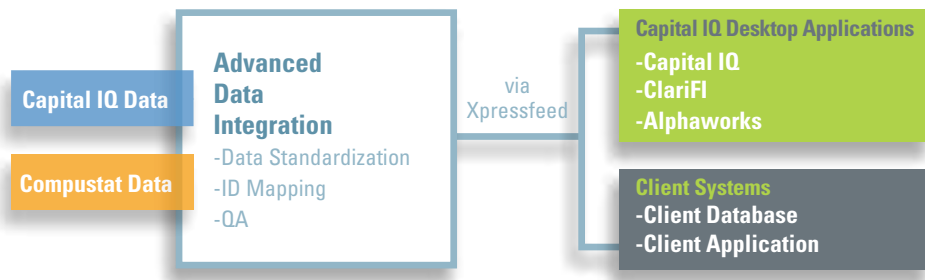 Capital IQ Data
Compustat Data
Advanced
Data
Integration
-Data Standardization
-ID Mapping
-QA
via
Xpressfeed
Capital IQ Desktop Applications
-Capital IQ
-ClariFI
-Alphaworks
Client Systems
-Client Database
-Client Application